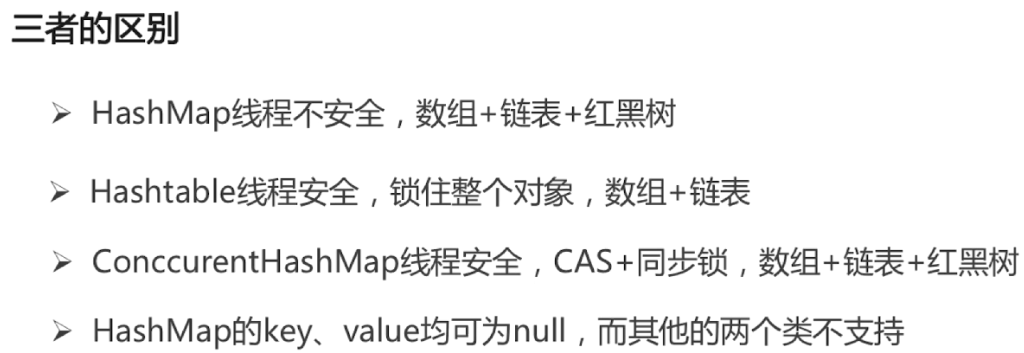 三者的区别
➢ HashMap线程不安全，数组+链表+红黑树
➢ Hashtable线程安全，锁住整个对象，数组+链表
➢ ConccurentHashMap线程安全，CAS+同步锁，数组+链表+红黑树
➢ HashMap的key、value均可为null，而其他的两个类不支持